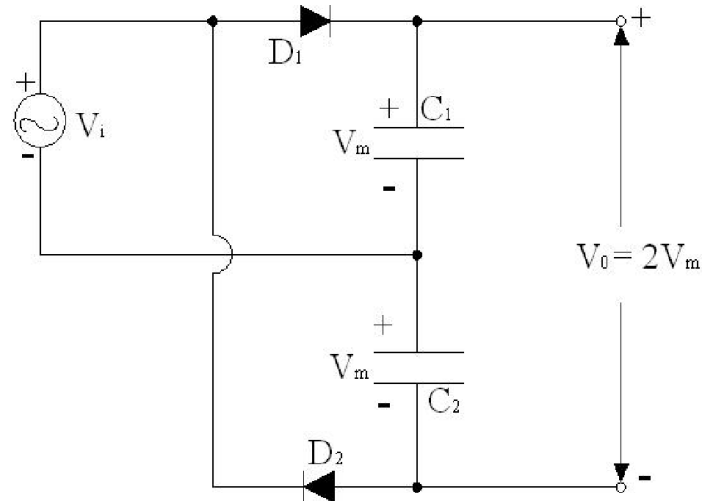 +
D₁
+
+ C₁
Vᵢ
Vₘ
-
-
V₀ = 2Vₘ
+
Vₘ
-
C₂
D₂
-